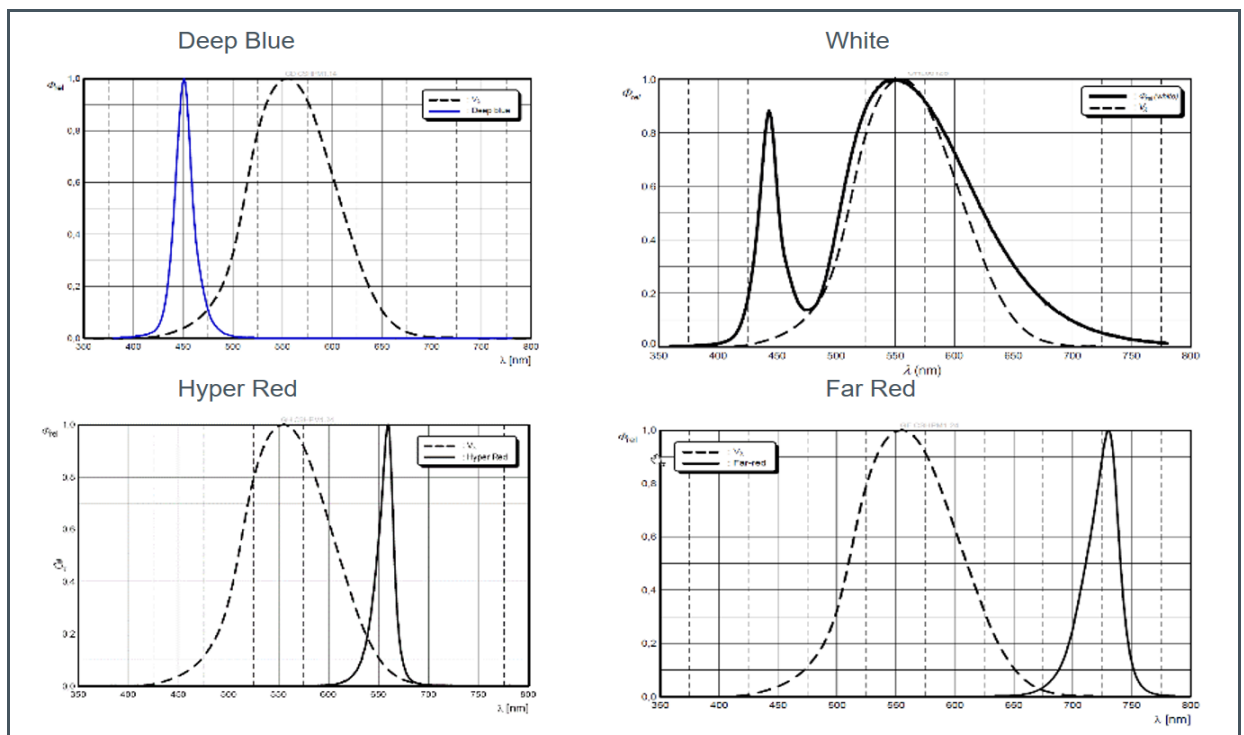 Deep Blue
Φrel
1,0
0,8
0,6
0,4
0,2
0,0
: Vλ
: Deep blue
350 400 450 500 550 600 650 700 750 800
λ [nm]
White
Φrel
1.0
0.8
0.6
0.4
0.2
0.0
: Φrel (white)
: Vλ
350 400 450 500 550 600 650 700 750 800
λ (nm)
Hyper Red
Φrel
1,0
0,8
0,6
0,4
0,2
0,0
: Vλ
: Hyper Red
350 400 450 500 550 600 650 700 750 800
λ [nm]
Far Red
Φrel
1,0
0,8
0,6
0,4
0,2
0,0
: Vλ
: Far-red
350 400 450 500 550 600 650 700 750 800
λ [nm]